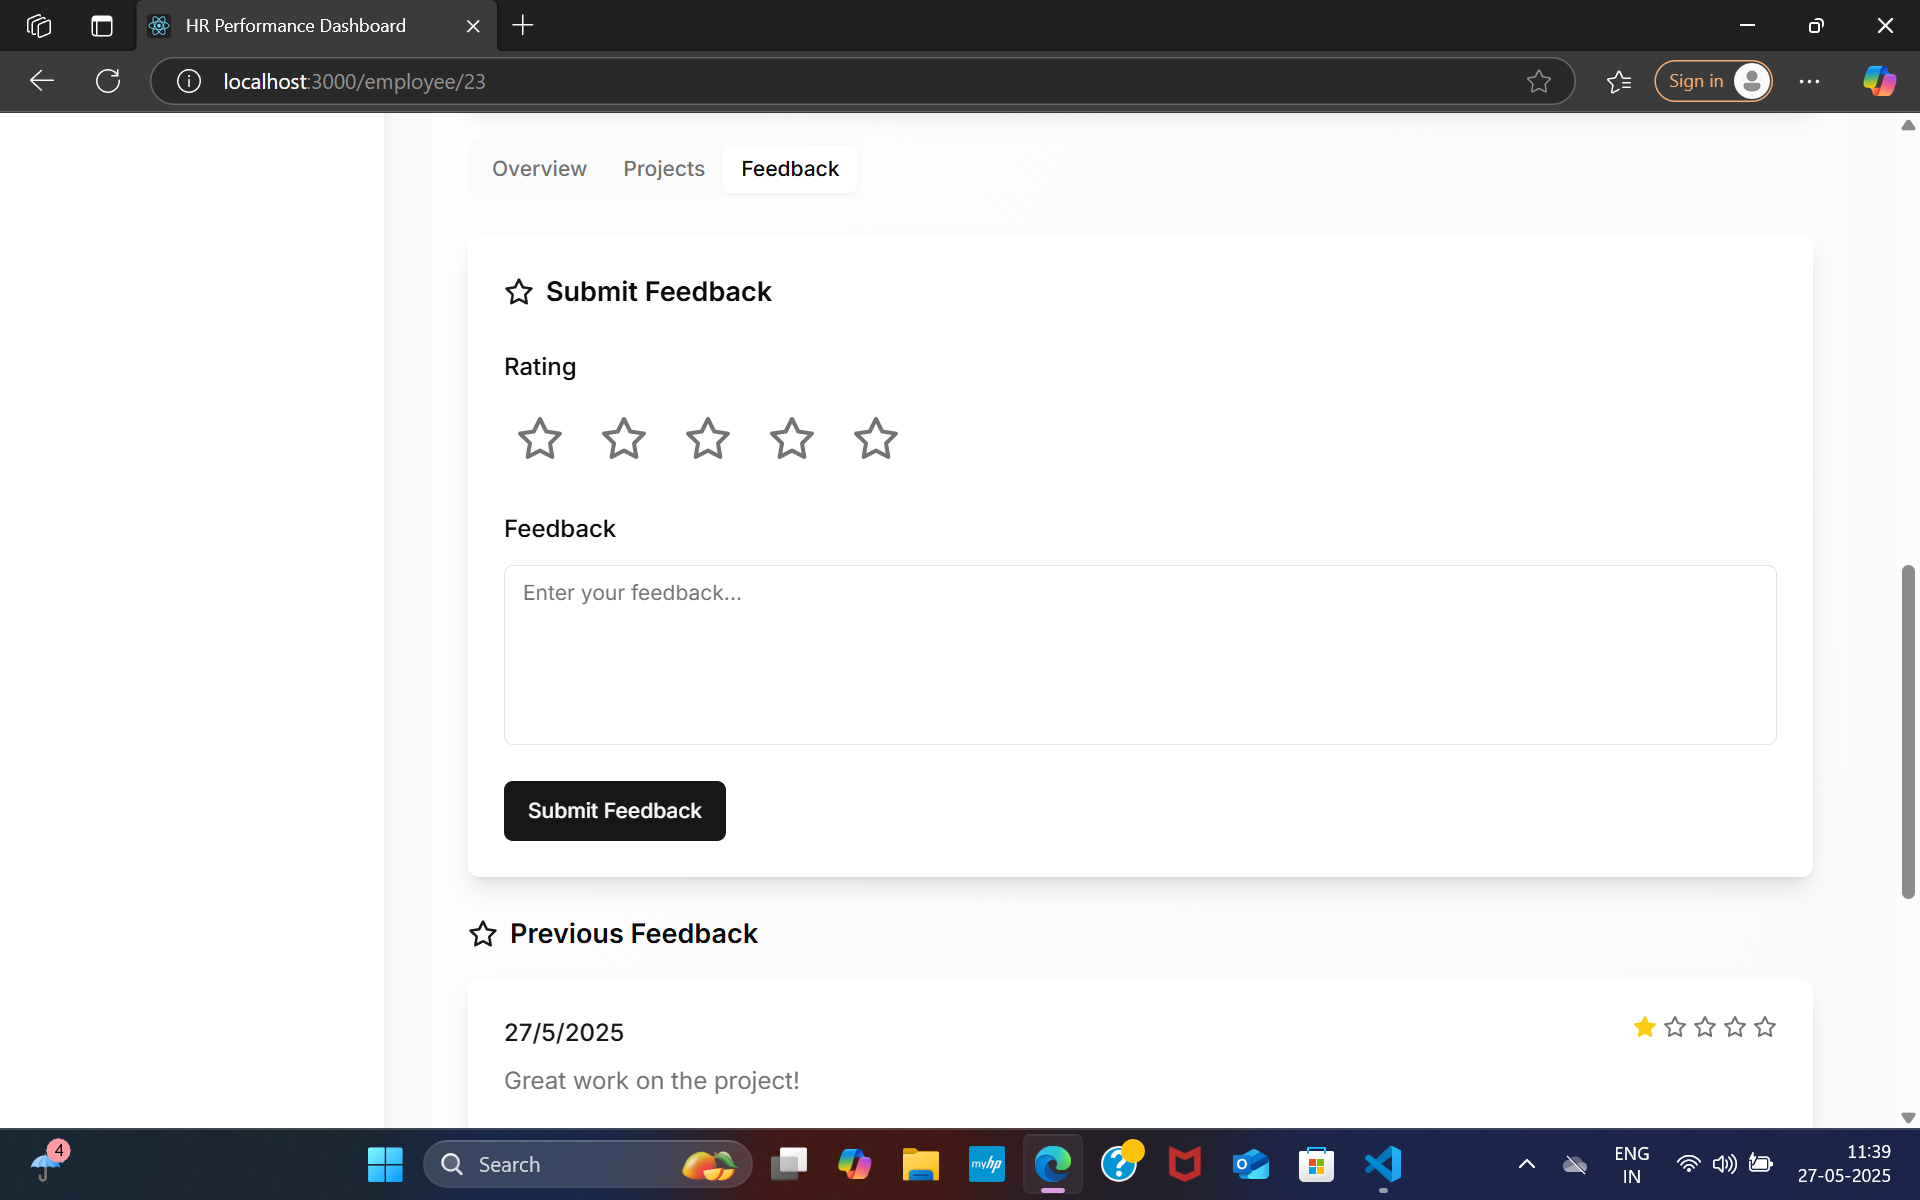 HR Performance Dashboard
localhost:3000/employee/23
Sign in
Overview
Projects
Feedback
Submit Feedback
Rating
Feedback
Enter your feedback...
Submit Feedback
Previous Feedback
27/5/2025
Great work on the project!
4
Search
myhp
ENG
IN
11:39
27-05-2025